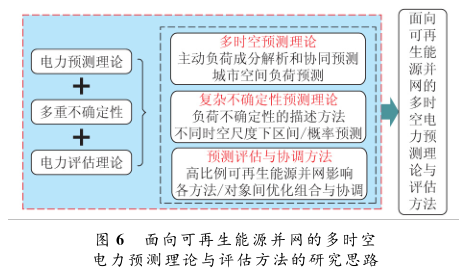 电力预测理论
+
多重不确定性
+
电力评估理论
多时空预测理论
主动负荷成分解析和协同预测
城市空间负荷预测
复杂不确定性预测理论
负荷不确定性的描述方法
不同时空尺度下区间/概率预测
预测评估与协调方法
高比例可再生能源并网影响
各方法/对象间优化组合与协调
面向
可再
生能
源并
网的
多时
空电
力预
测理
论与
评估
方法
图 6 面向可再生能源并网的多时空
电力预测理论与评估方法的研究思路